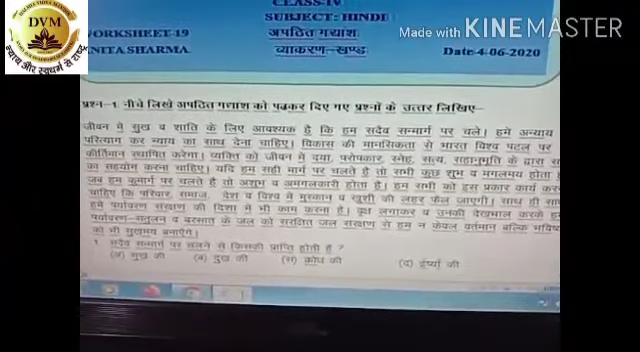 DVM
Made with KINEMASTER
CLASS-IV
SUBJECT: HINDI
WORKSHEET-19
अपठित गद्यांश
ANITA SHARMA
व्याकरण-खण्ड
Date-4-06-2020
प्रश्न-1 नीचे लिखे अपठित गद्यांश को पढ़कर दिए गए प्रश्नों के उत्तर लिखिए-
जीवन में सुख व शांति के लिए आवश्यक है कि हम सदैव सन्मार्ग पर चले। हमें अन्याय
परित्याग कर न्याय का साथ देना चाहिए। विकास की मानसिकता से भारत विश्व पटल पर
कीर्तिमान स्थापित करेगा। व्यक्ति को जीवन में दया, परोपकार, स्नेह, सत्य, सहानुभूति के द्वारा
का सहयोग करना चाहिए। यदि हम सही मार्ग पर चलते है तो सभी कुछ शुभ व मंगलमय होता
जब हम कुमार्ग पर चलते है तो अशुभ व अमंगलकारी होता है। हम सभी को इस प्रकार कार्य
चाहिए कि परिवार, समाज, देश व विश्व में मुस्कान व खुशी की लहर फैल जाएगी। साथ ही
हमें पर्यावरण संरक्षण की दिशा में भी काम करना है। वृक्ष लगाकर व उनकी देखभाल करके
पर्यावरण-संतुलन व बरसात के जल को संरक्षित जल संरक्षण से हम न केवल वर्तमान बल्कि
को भी सुखमय बनाएँगे।
1. सदैव सन्मार्ग पर चलने से किसकी प्राप्ति होती है ?
(अ) सुख की (ब) दुख की (स) क्रोध की (द) ईर्ष्या की